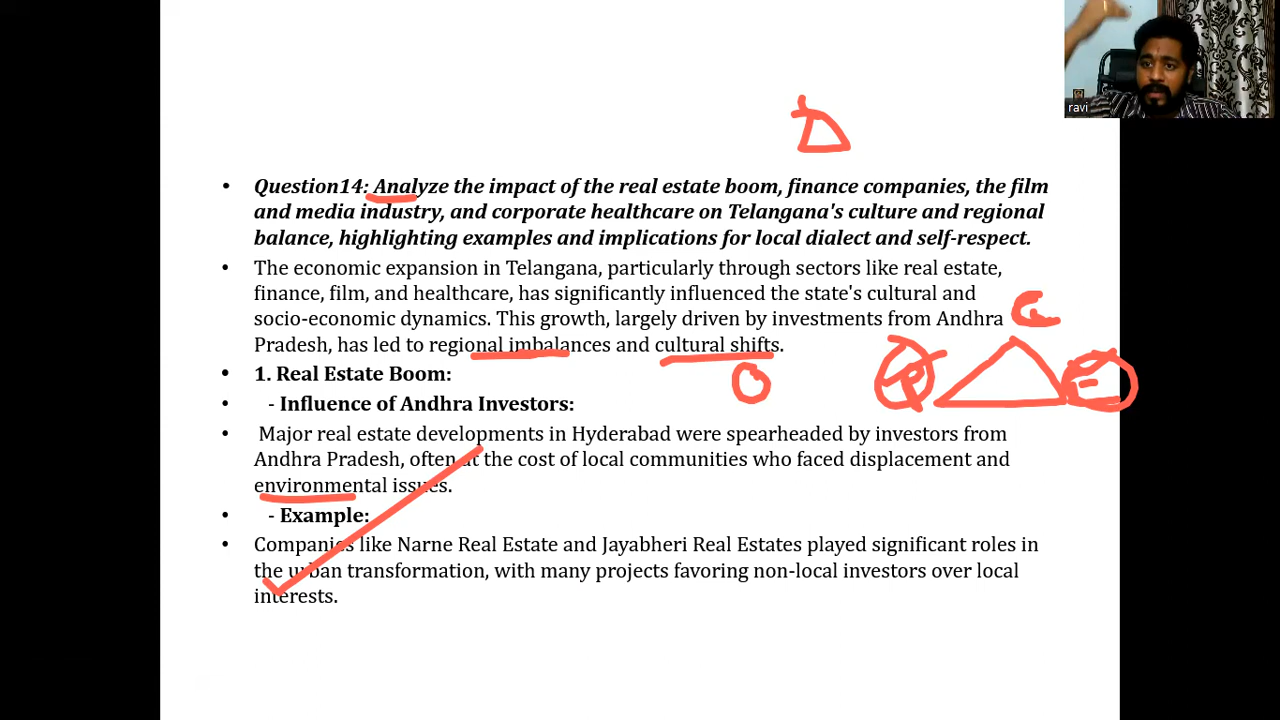 ravi
• Question14: Analyze the impact of the real estate boom, finance companies, the film
and media industry, and corporate healthcare on Telangana's culture and regional
balance, highlighting examples and implications for local dialect and self-respect.
• The economic expansion in Telangana, particularly through sectors like real estate,
finance, film, and healthcare, has significantly influenced the state's cultural and
socio-economic dynamics. This growth, largely driven by investments from Andhra
Pradesh, has led to regional imbalances and cultural shifts.
• 1. Real Estate Boom:
• - Influence of Andhra Investors:
• Major real estate developments in Hyderabad were spearheaded by investors from
Andhra Pradesh, often at the cost of local communities who faced displacement and
environmental issues.
• - Example:
• Companies like Narne Real Estate and Jayabheri Real Estates played significant roles in
the urban transformation, with many projects favoring non-local investors over local
interests.